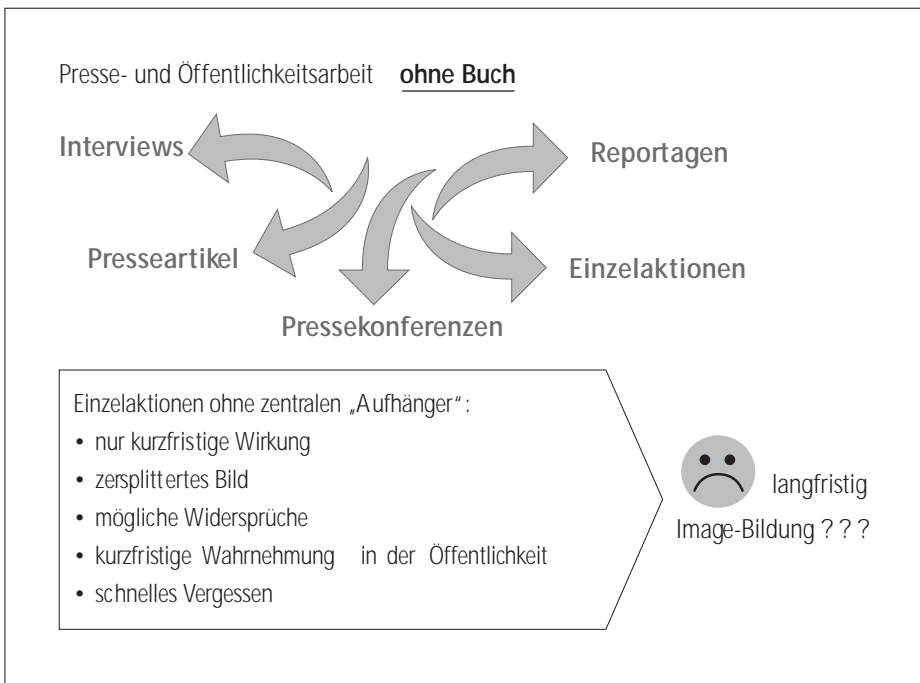 Presse- und Öffentlichkeitsarbeit ohne Buch
Interviews
Reportagen
Presseartikel
Einzelaktionen
Pressekonferenzen
Einzelaktionen ohne zentralen „Aufhänger“:
• nur kurzfristige Wirkung
• zersplittertes Bild
• mögliche Widersprüche
• kurzfristige Wahrnehmung in der Öffentlichkeit
• schnelles Vergessen
langfristig
Image-Bildung ? ? ?